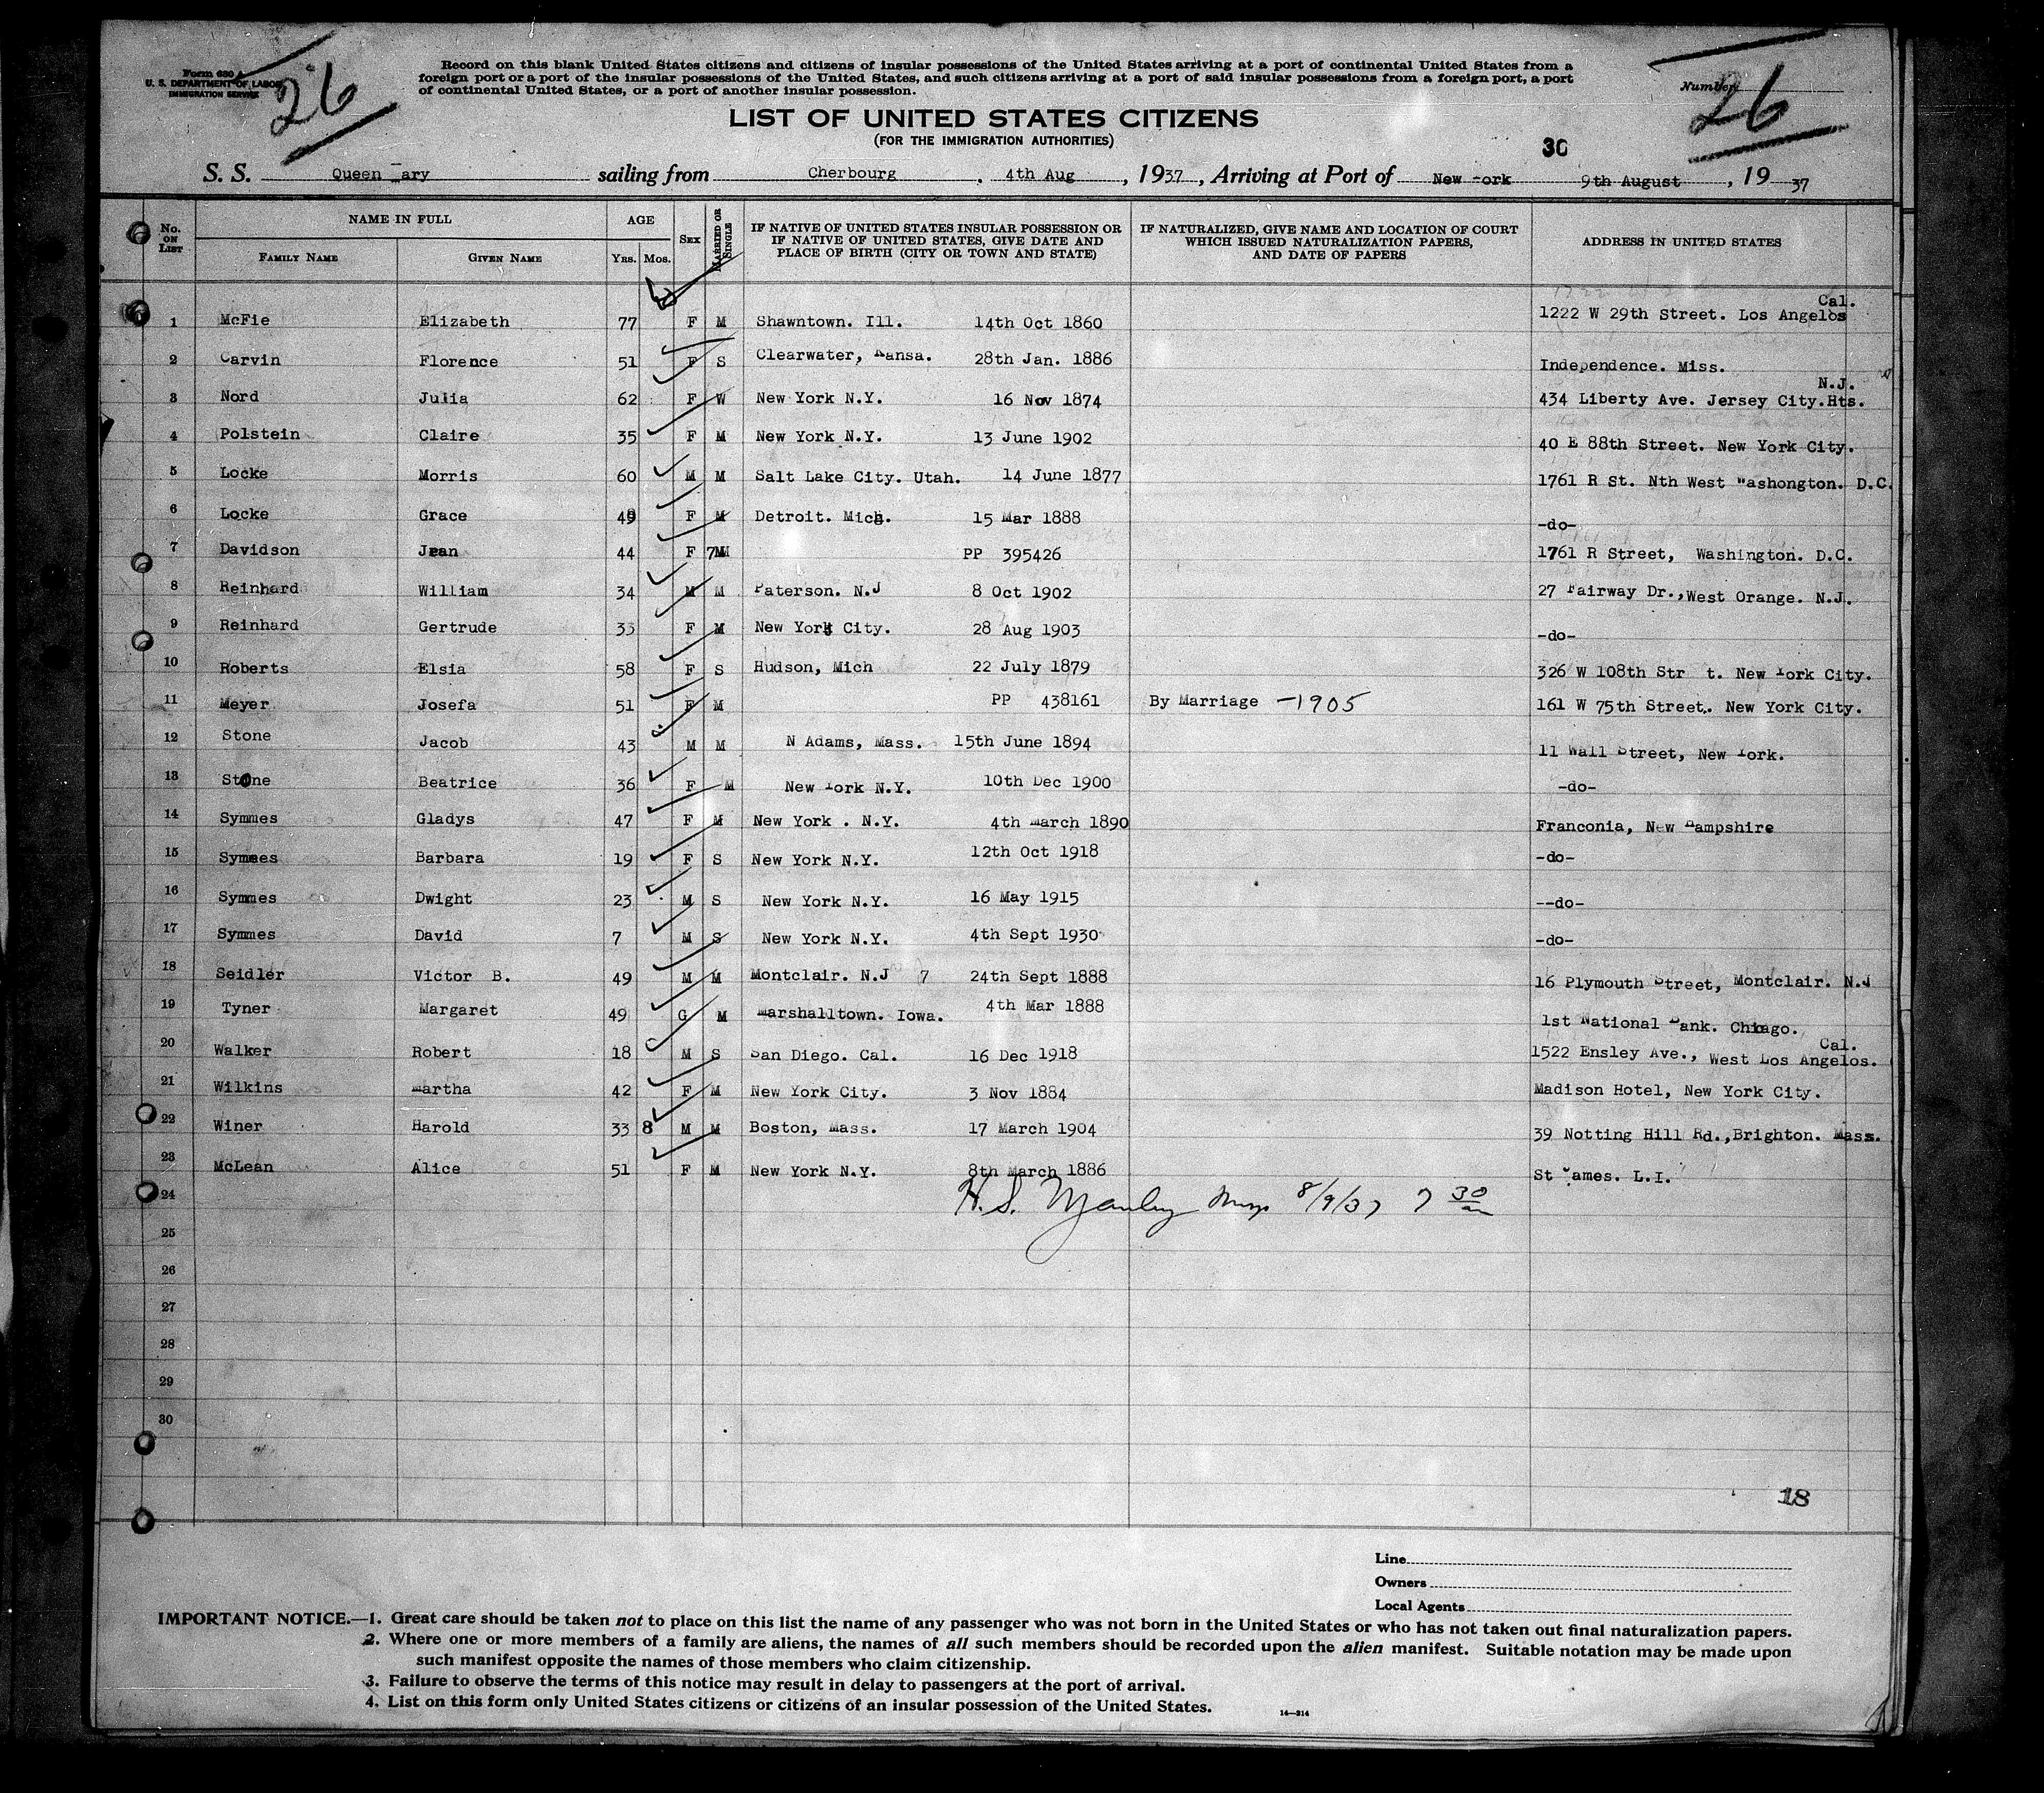 Form 630 A
U. S. DEPARTMENT OF LABOR
IMMIGRATION SERVICE
26
Record on this blank United States citizens and citizens of insular possessions of the United States arriving at a port of continental United States from a
foreign port or a port of the insular possessions of the United States, and such citizens arriving at a port of said insular possessions from a foreign port, a port
of continental United States, or a port of another insular possession.
Number
26
LIST OF UNITED STATES CITIZENS
(FOR THE IMMIGRATION AUTHORITIES)
30
S. S. Queen ary sailing from Cherbourg , 4th Aug , 1937 , Arriving at Port of New ork 9th August , 19 37
No. ON LIST NAME IN FULL AGE SEX MARRIED OR SINGLE IF NATIVE OF UNITED STATES INSULAR POSSESSION OR IF NATIVE OF UNITED STATES, GIVE DATE AND PLACE OF BIRTH (CITY OR TOWN AND STATE) IF NATURALIZED, GIVE NAME AND LOCATION OF COURT WHICH ISSUED NATURALIZATION PAPERS, AND DATE OF PAPERS ADDRESS IN UNITED STATES
FAMILY NAME GIVEN NAME YRS. MOS.
1 McFie Elizabeth 77 F M Shawntown. Ill. 14th Oct 1860 1222 W 29th Street. Los Angelos Cal.
2 Carvin Florence 51 F S Clearwater, Kansa. 28th Jan. 1886 Independence. Miss.
3 Nord Julia 62 F W New York N.Y. 16 Nov 1874 434 Liberty Ave. Jersey City.Hts. N.J.
4 Polstein Claire 35 F M New York N.Y. 13 June 1902 40 E 88th Street. New York City.
5 Locke Morris 60 M M Salt Lake City. Utah. 14 June 1877 1761 R St. Nth West Washongton. D.C.
6 Locke Grace 49 F M Detroit. Mich. 15 Mar 1888 -do-
7 Davidson Jean 44 F M PP 395426 1761 R Street, Washington. D.C.
8 Reinhard William 34 M M Paterson. N.J 8 Oct 1902 27 Fairway Dr., West Orange. N.J.
9 Reinhard Gertrude 33 F M New York City. 28 Aug 1903 -do-
10 Roberts Elsia 58 F S Hudson, Mich 22 July 1879 326 W 108th Str t. New York City.
11 Meyer Josefa 51 F M PP 438161 By Marriage -1905 161 W 75th Street. New York City.
12 Stone Jacob 43 M M N Adams, Mass. 15th June 1894 11 Wall Street, New York.
13 Stone Beatrice 36 F M New York N.Y. 10th Dec 1900 -do-
14 Symmes Gladys 47 F M New York . N.Y. 4th March 1890 Franconia, New Hampshire
15 Symmes Barbara 19 F S New York N.Y. 12th Oct 1918 -do-
16 Symmes Dwight 23 M S New York N.Y. 16 May 1915 --do-
17 Symmes David 7 M S New York N.Y. 4th Sept 1930 -do-
18 Seidler Victor B. 49 M M Montclair. N.J 7 24th Sept 1888 16 Plymouth Street, Montclair. N.J
19 Tyner Margaret 49 G M Marshalltown. Iowa. 4th Mar 1888 1st National Bank. Chicago.
20 Walker Robert 18 M S San Diego. Cal. 16 Dec 1918 1522 Ensley Ave., West Los Angelos. Cal.
21 Wilkins Martha 42 F M New York City. 3 Nov 1884 Madison Hotel, New York City.
22 Winer Harold 33 8 M M Boston, Mass. 17 March 1904 39 Notting Hill Rd.,Brighton. Mass.
23 McLean Alice 51 F M New York N.Y. 8th March 1886 St James. L.I.
24 H. S. Manley 8/9/37 7 30
25
26
27
28
29
30
18
Line
Owners
Local Agents
IMPORTANT NOTICE.—1. Great care should be taken not to place on this list the name of any passenger who was not born in the United States or who has not taken out final naturalization papers.
2. Where one or more members of a family are aliens, the names of all such members should be recorded upon the alien manifest. Suitable notation may be made upon
such manifest opposite the names of those members who claim citizenship.
3. Failure to observe the terms of this notice may result in delay to passengers at the port of arrival.
4. List on this form only United States citizens or citizens of an insular possession of the United States.
14—314